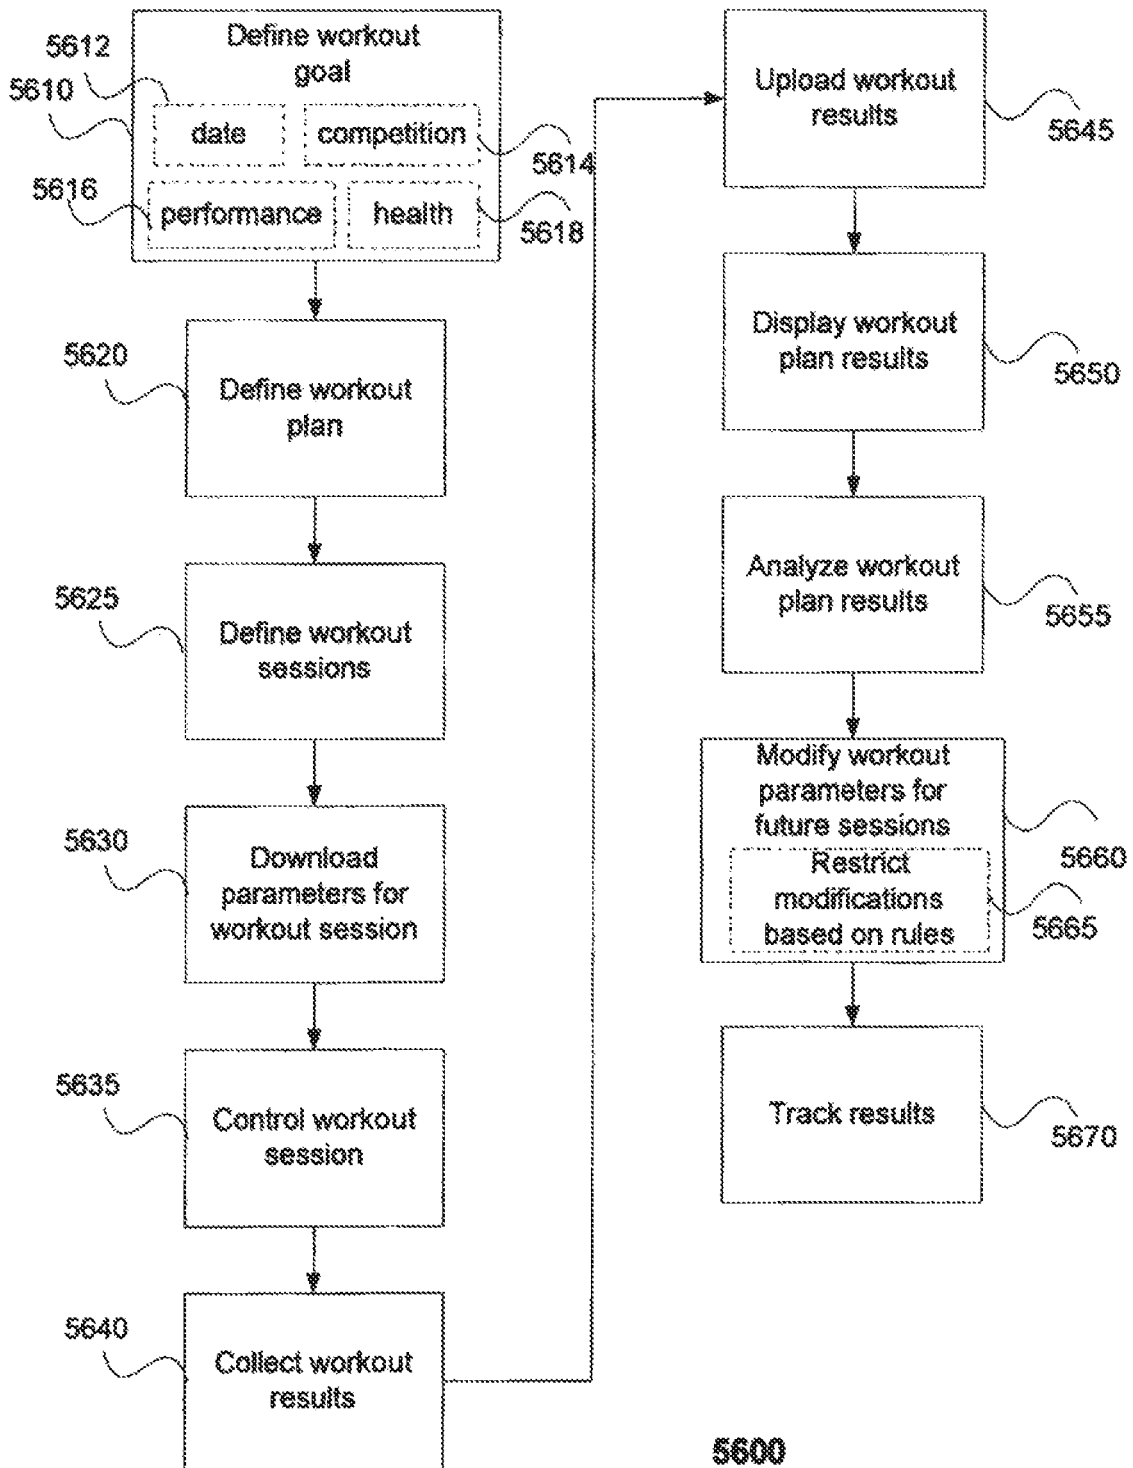 Define workout
goal
5612
5610
date
competition
5614
5616
performance
health
5618
5620
Define workout
plan
5625
Define workout
sessions
5630
Download
parameters for
workout session
5635
Control workout
session
5640
Collect workout
results
Upload workout
results
5645
Display workout
plan results
5650
Analyze workout
plan results
5655
Modify workout
parameters for
future sessions
5660
Restrict
modifications
based on rules
5665
Track results
5670
5600